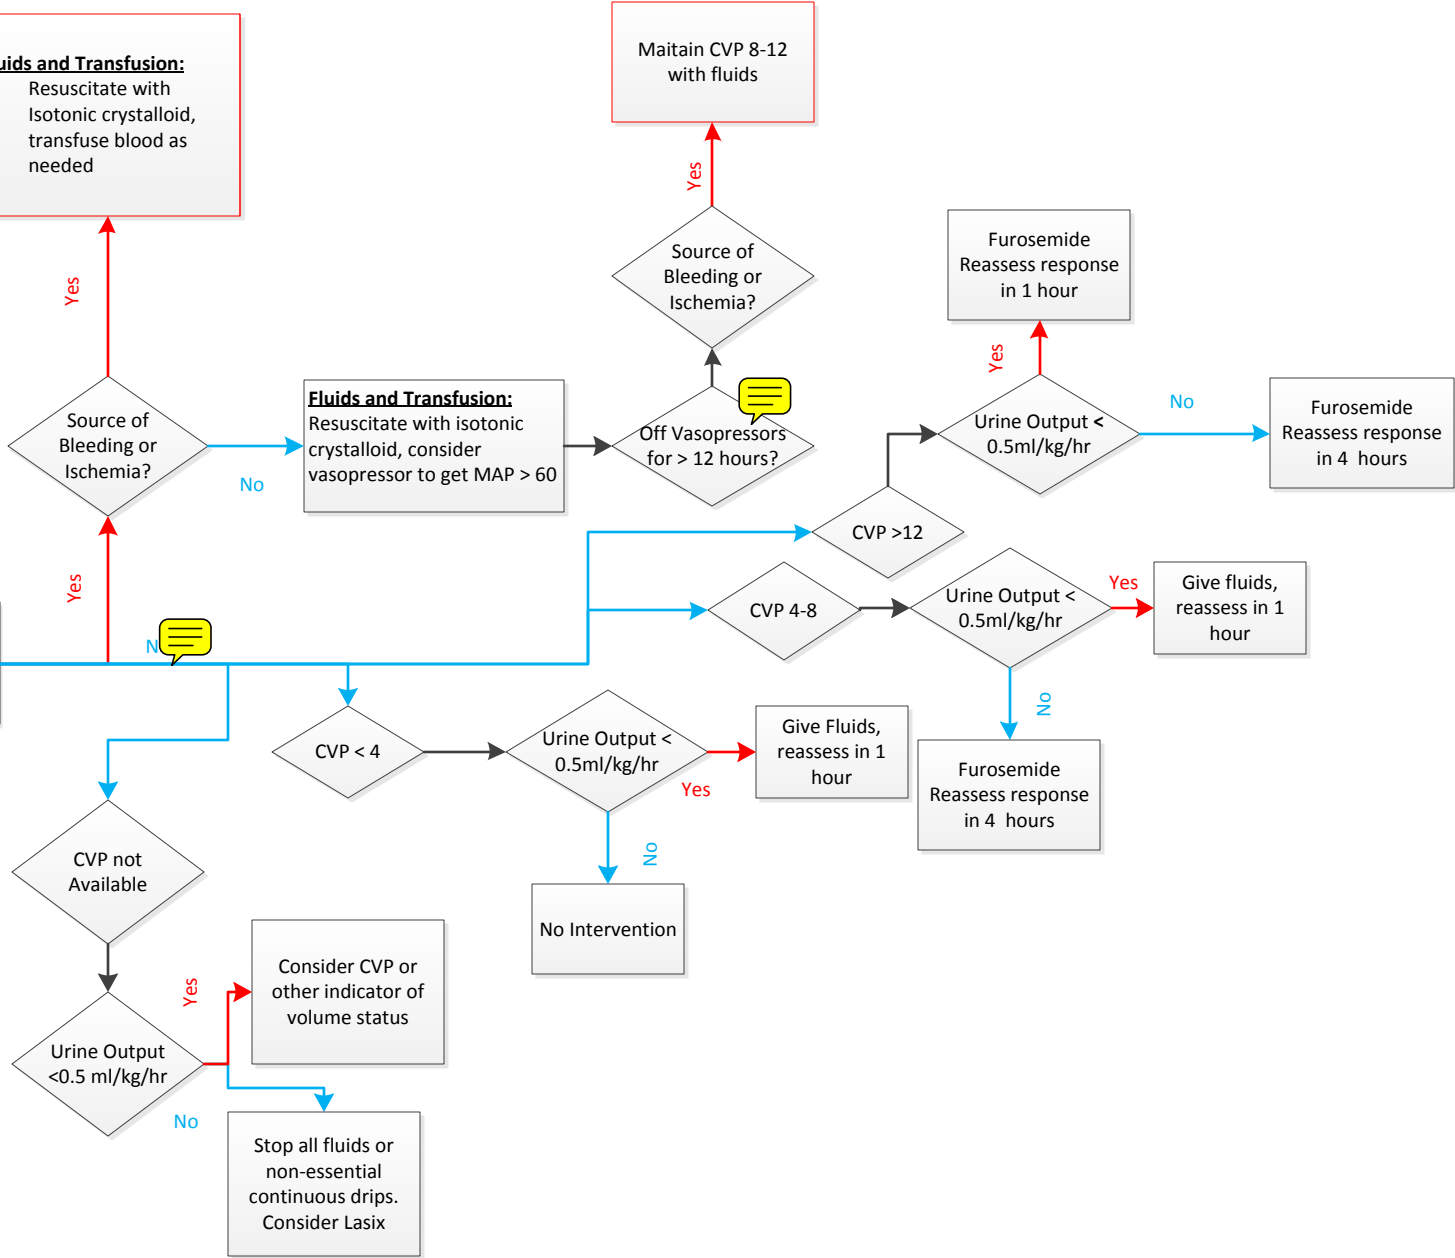 uids and Transfusion:
Resuscitate with
Isotonic crystalloid,
transfuse blood as
needed
Maitain CVP 8-12
with fluids
Yes
Yes
Source of
Bleeding or
Ischemia?
Furosemide
Reassess response
in 1 hour
Yes
Source of
Bleeding or
Ischemia?
No
Fluids and Transfusion:
Resuscitate with isotonic
crystalloid, consider
vasopressor to get MAP > 60
Off Vasopressors
for > 12 hours?
Urine Output <
0.5ml/kg/hr
No
Furosemide
Reassess response
in 4 hours
CVP >12
Yes
N
CVP 4-8
Urine Output <
0.5ml/kg/hr
Yes
Give fluids,
reassess in 1
hour
No
Furosemide
Reassess response
in 4 hours
CVP < 4
Urine Output <
0.5ml/kg/hr
Yes
Give Fluids,
reassess in 1
hour
No
No Intervention
CVP not
Available
Urine Output
<0.5 ml/kg/hr
Yes
Consider CVP or
other indicator of
volume status
No
Stop all fluids or
non-essential
continuous drips.
Consider Lasix